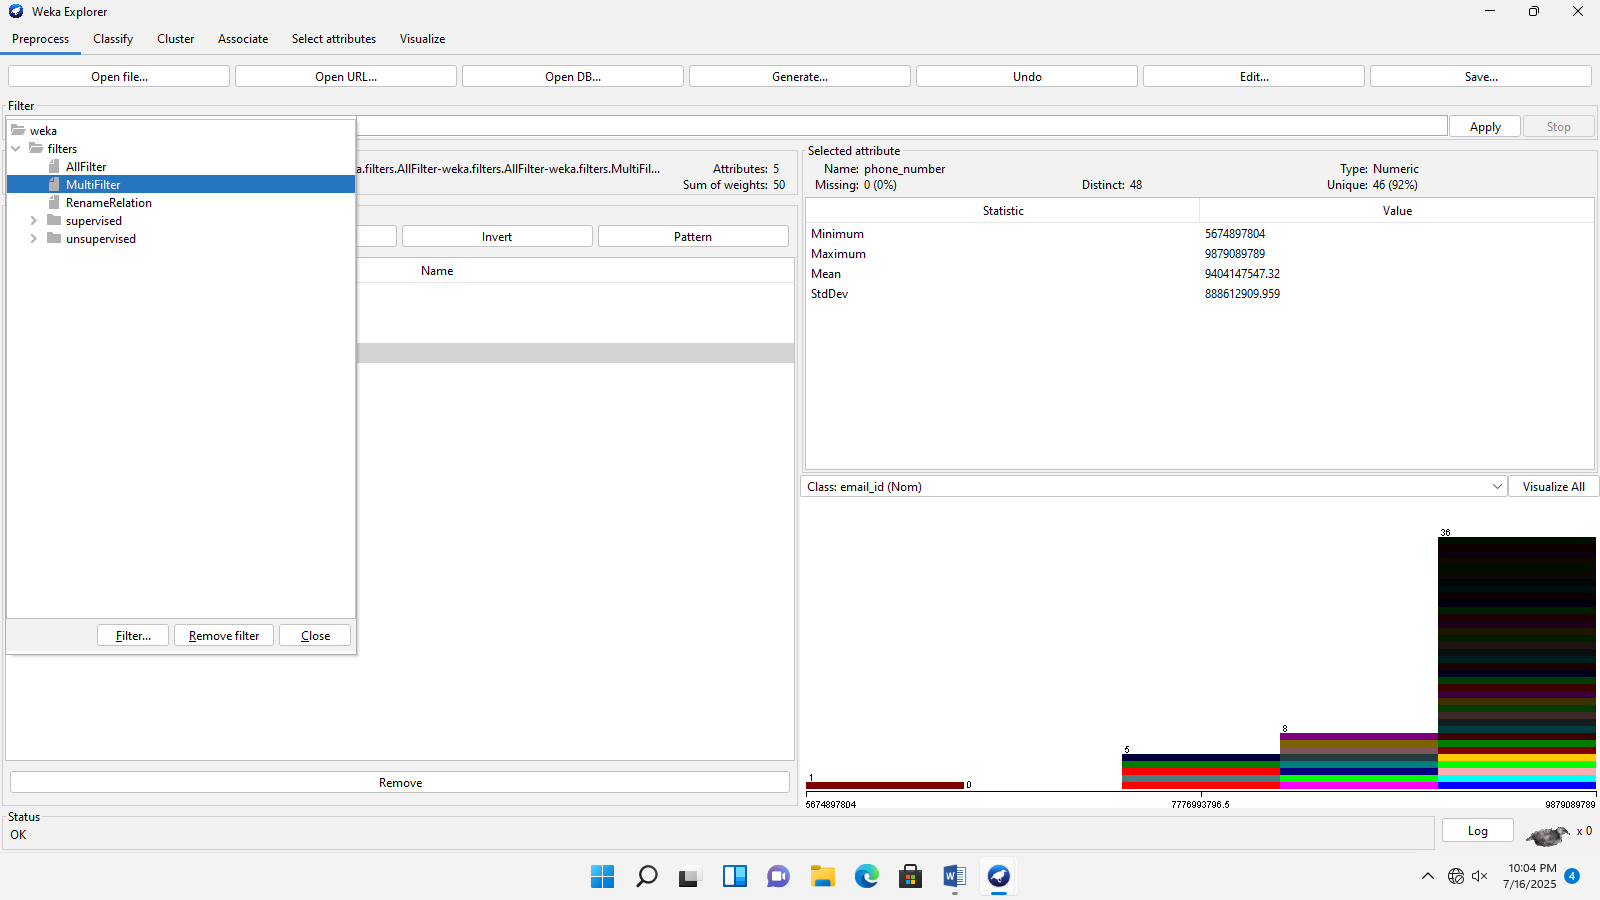 Weka Explorer
Preprocess Classify Cluster Associate Select attributes Visualize
Open file... Open URL... Open DB... Generate... Undo Edit... Save...
Filter
Apply Stop
weka
filters
AllFilter
MultiFilter
RenameRelation
supervised
unsupervised
Filter... Remove filter Close
a.filters.AllFilter-weka.filters.AllFilter-weka.filters.MultiFil... Attributes: 5
Sum of weights: 50
Invert Pattern
Name
Remove
Selected attribute
Name: phone_number Type: Numeric
Missing: 0 (0%) Distinct: 48 Unique: 46 (92%)
Statistic Value
Minimum 5674897804
Maximum 9879089789
Mean 9404147547.32
StdDev 888612909.959
Class: email_id (Nom) Visualize All
36
8
5
1
0
5674897804 7776993796.5 9879089789
Status
OK
Log x 0
10:04 PM
7/16/2025 4